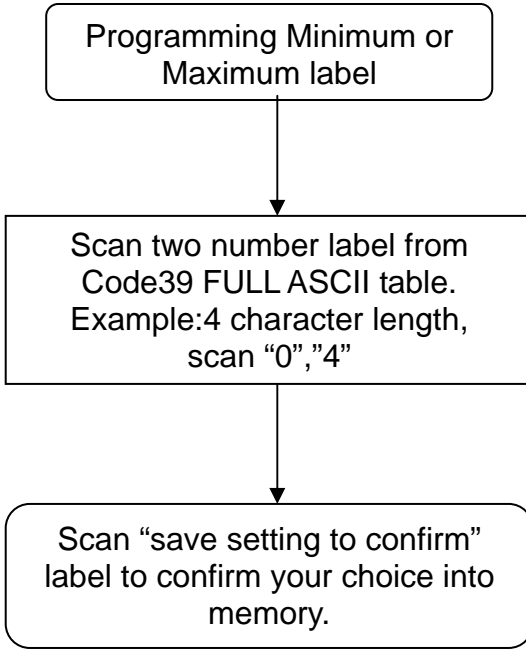 Programming Minimum or
Maximum label
Scan two number label from
Code39 FULL ASCII table.
Example:4 character length,
scan “0”,”4”
Scan “save setting to confirm”
label to confirm your choice into
memory.